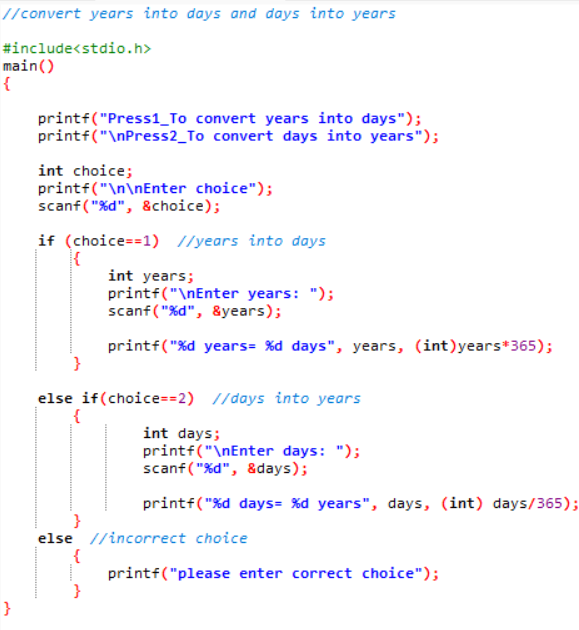 //convert years into days and days into years
#include<stdio.h>
main()
{
printf("Press1_To convert years into days");
printf("\nPress2_To convert days into years");
int choice;
printf("\n\nEnter choice");
scanf("%d", &choice);
if (choice==1)  //years into days
{
int years;
printf("\nEnter years: ");
scanf("%d", &years);
printf("%d years= %d days", years, (int)years*365);
}
else if(choice==2)  //days into years
{
int days;
printf("\nEnter days: ");
scanf("%d", &days);
printf("%d days= %d years", days, (int) days/365);
}
else  //incorrect choice
{
printf("please enter correct choice");
}
}